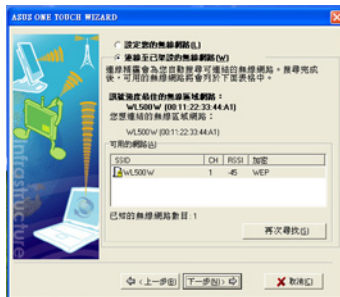 ASUS ONE TOUCH WIZARD
設定您的無線網路(L)
連線至已架設的無線網路(W)
連線精靈會為您自動搜尋可連結的無線網路。搜尋完成
後，可用的無線網路將會列於下面表格中。
訊號強度最佳的無線區域網路：
WL500W (00:11:22:33:44:A1)
您想連結的無線區域網路：
WL500W (00:11:22:33:44:A1)
可用的網路(A)
SSID CH RSSI 加密
WL500W 1 -45 WEP
已知的無線網路數目：1
再次尋找(S)
<上一步(B) 下一步(N)> 取消(C)
Infrastructure